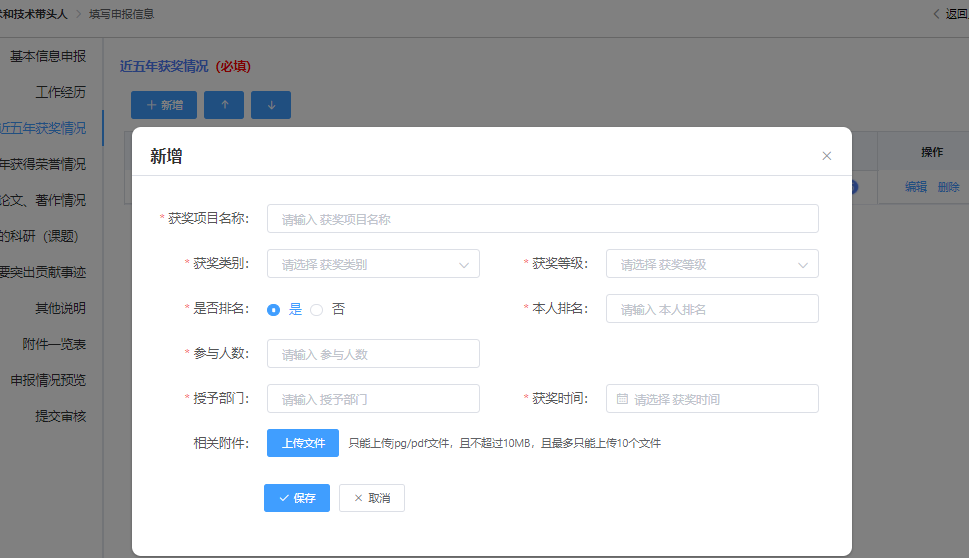 术和技术带头人 > 填写申报信息
< 返回
基本信息申报
工作经历
近五年获奖情况
年获得荣誉情况
论文、著作情况
的科研（课题）
要突出贡献事迹
其他说明
附件一览表
申报情况预览
提交审核
近五年获奖情况（必填）
+ 新增 ↑ ↓
操作
编辑 删除
新增 ×
* 获奖项目名称： 请输入 获奖项目名称
* 获奖类别： 请选择 获奖类别 * 获奖等级： 请选择 获奖等级
* 是否排名： 是 否 * 本人排名： 请输入 本人排名
* 参与人数： 请输入 参与人数
* 授予部门： 请输入 授予部门 * 获奖时间： 请选择 获奖时间
相关附件： 上传文件 只能上传jpg/pdf文件，且不超过10MB，且最多只能上传10个文件
✓ 保存 × 取消